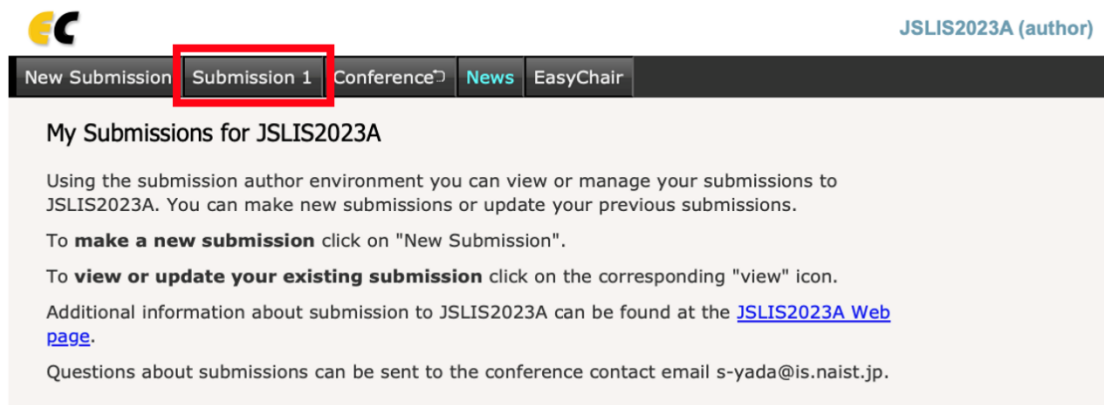 EC
JSLIS2023A (author)
New Submission Submission 1 Conference News EasyChair
My Submissions for JSLIS2023A
Using the submission author environment you can view or manage your submissions to
JSLIS2023A. You can make new submissions or update your previous submissions.
To make a new submission click on "New Submission".
To view or update your existing submission click on the corresponding "view" icon.
Additional information about submission to JSLIS2023A can be found at the JSLIS2023A Web
page.
Questions about submissions can be sent to the conference contact email s-yada@is.naist.jp.